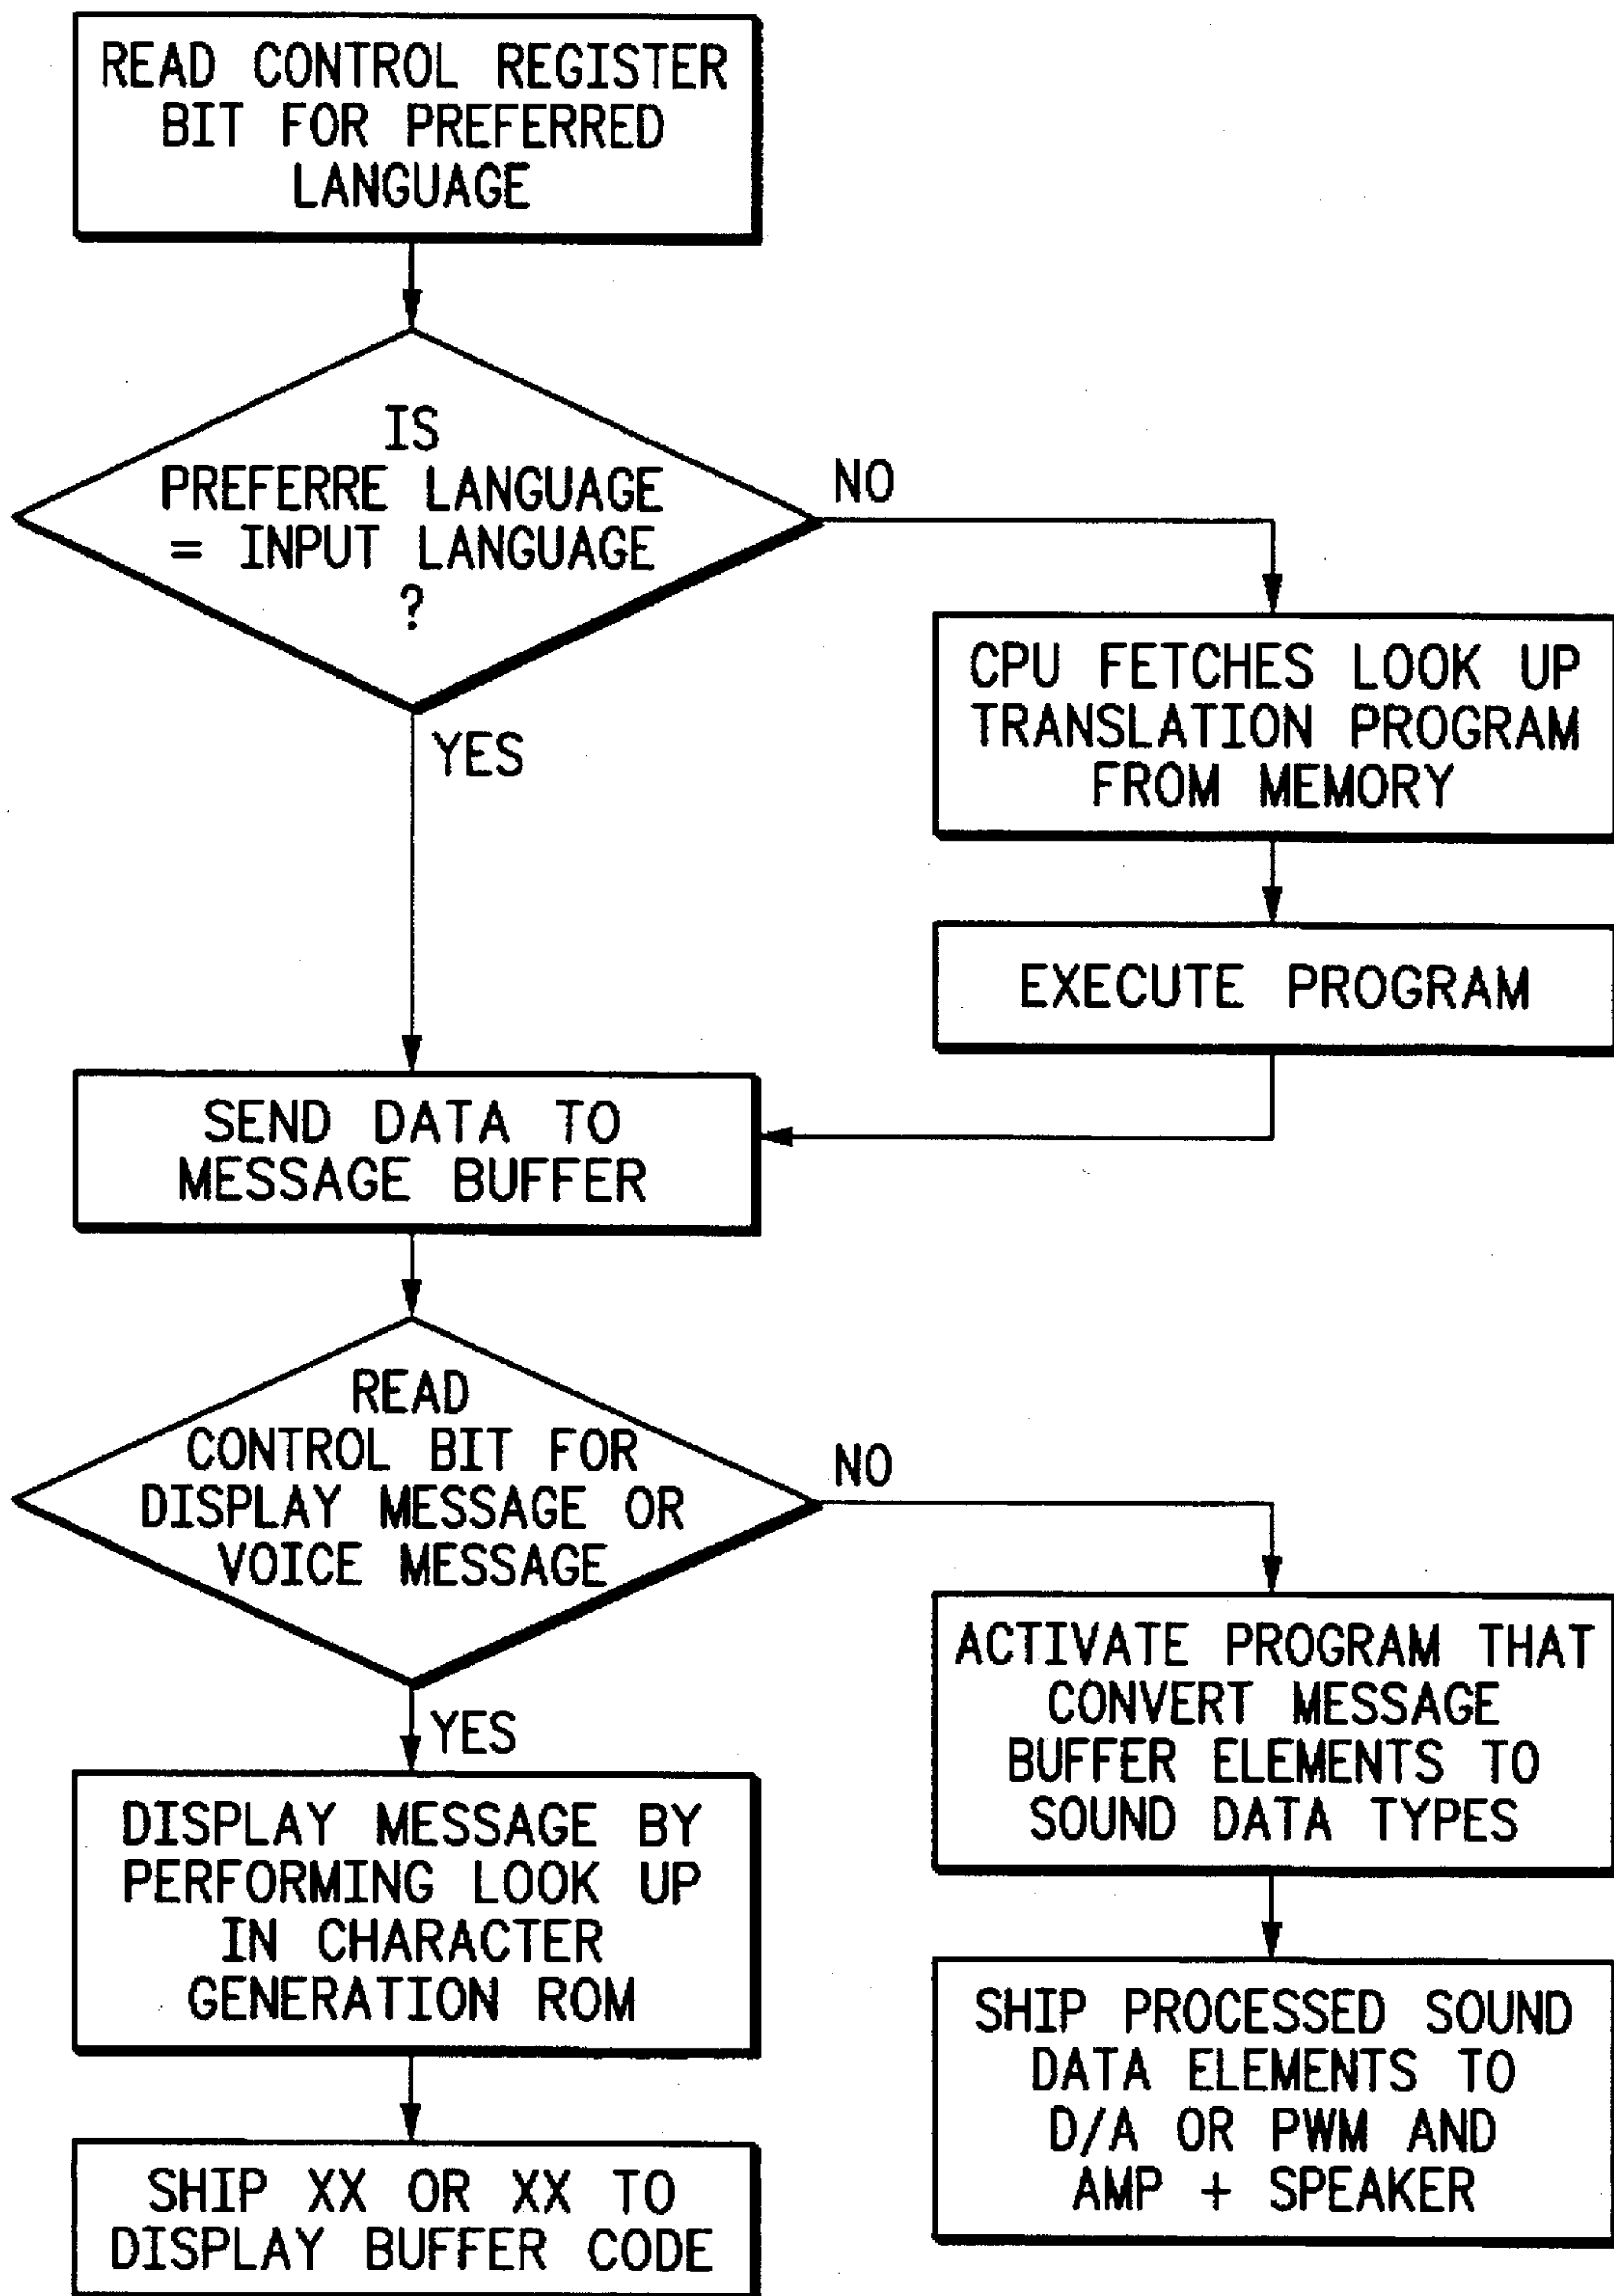 READ CONTROL REGISTER
BIT FOR PREFERRED
LANGUAGE
IS
PREFERRE LANGUAGE
= INPUT LANGUAGE
?
NO
YES
CPU FETCHES LOOK UP
TRANSLATION PROGRAM
FROM MEMORY
EXECUTE PROGRAM
SEND DATA TO
MESSAGE BUFFER
READ
CONTROL BIT FOR
DISPLAY MESSAGE OR
VOICE MESSAGE
NO
YES
ACTIVATE PROGRAM THAT
CONVERT MESSAGE
BUFFER ELEMENTS TO
SOUND DATA TYPES
DISPLAY MESSAGE BY
PERFORMING LOOK UP
IN CHARACTER
GENERATION ROM
SHIP PROCESSED SOUND
DATA ELEMENTS TO
D/A OR PWM AND
AMP + SPEAKER
SHIP XX OR XX TO
DISPLAY BUFFER CODE